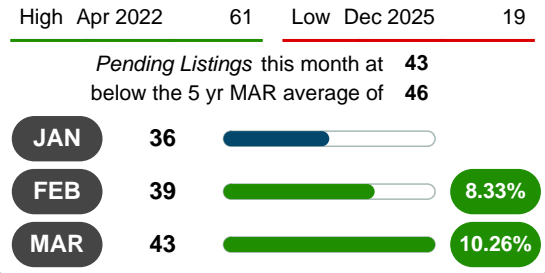 High Apr 2022 61 Low Dec 2025 19
Pending Listings this month at 43
below the 5 yr MAR average of 46
JAN 36
FEB 39 8.33%
MAR 43 10.26%